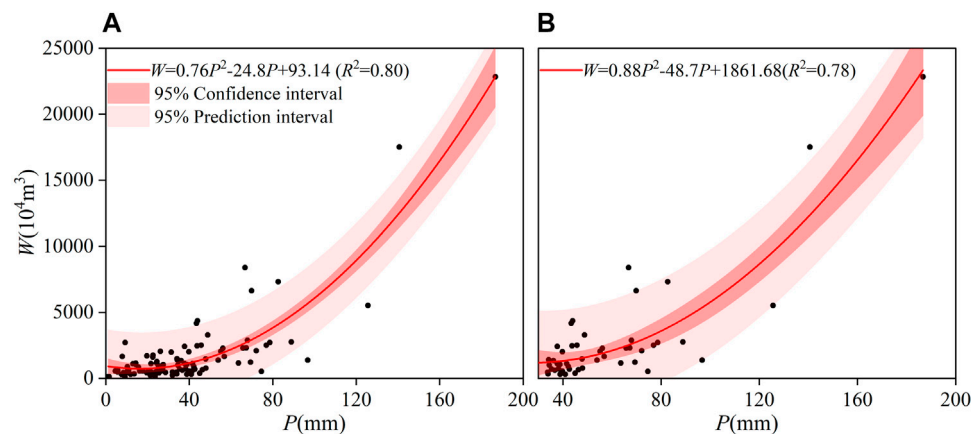 A
B
W=0.76P²-24.8P+93.14 (R²=0.80)
95% Confidence interval
95% Prediction interval
W=0.88P²-48.7P+1861.68(R²=0.78)
25000
20000
15000
10000
5000
0
W(10⁴m³)
0 40 80 120 160 200
40 80 120 160 200
P(mm)
P(mm)